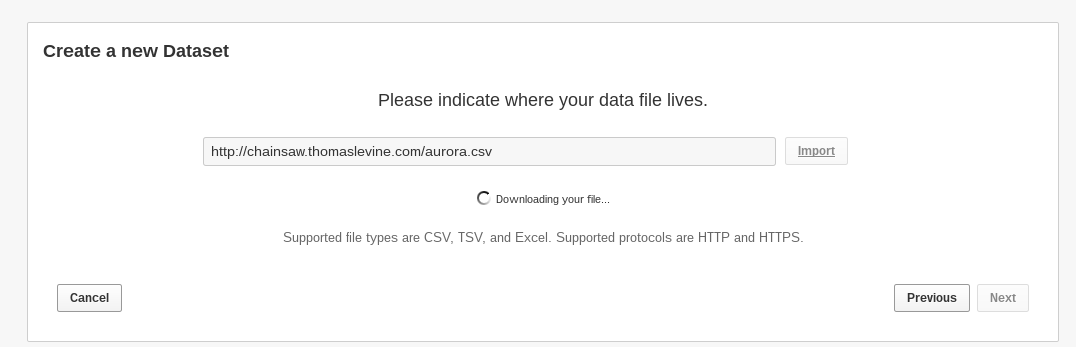 Create a new Dataset
Please indicate where your data file lives.
http://chainsaw.thomaslevine.com/aurora.csv Import
Downloading your file...
Supported file types are CSV, TSV, and Excel. Supported protocols are HTTP and HTTPS.
Cancel Previous Next